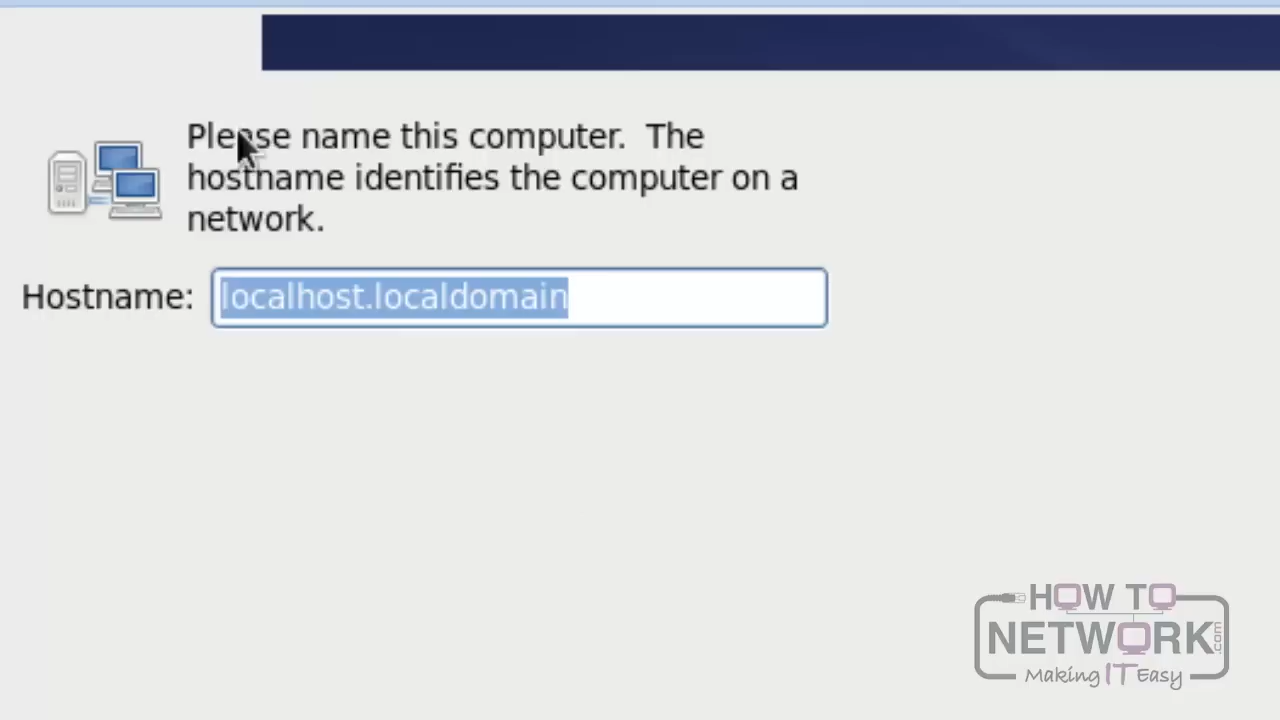 Please name this computer.  The
hostname identifies the computer on a
network.
Hostname: localhost.localdomain
HOW TO
NETWORK.com
Making IT Easy